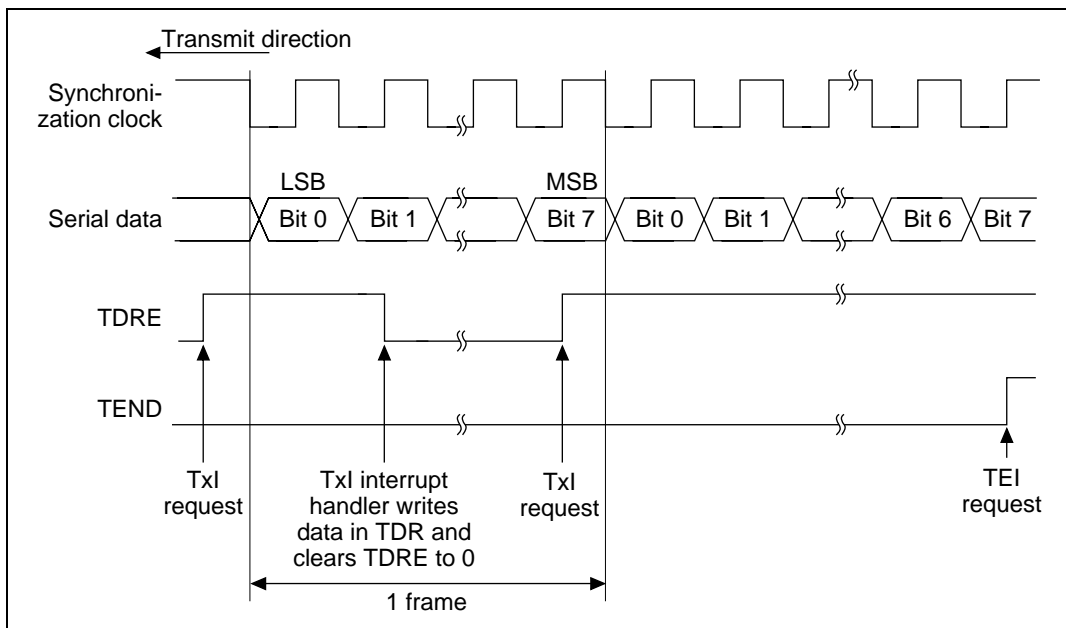 Transmit direction
Synchroni-
zation clock
LSB
MSB
Serial data
Bit 0
Bit 1
Bit 7
Bit 0
Bit 1
Bit 6
Bit 7
TDRE
TEND
TxI
request
TxI interrupt
handler writes
data in TDR and
clears TDRE to 0
TxI
request
TEI
request
1 frame